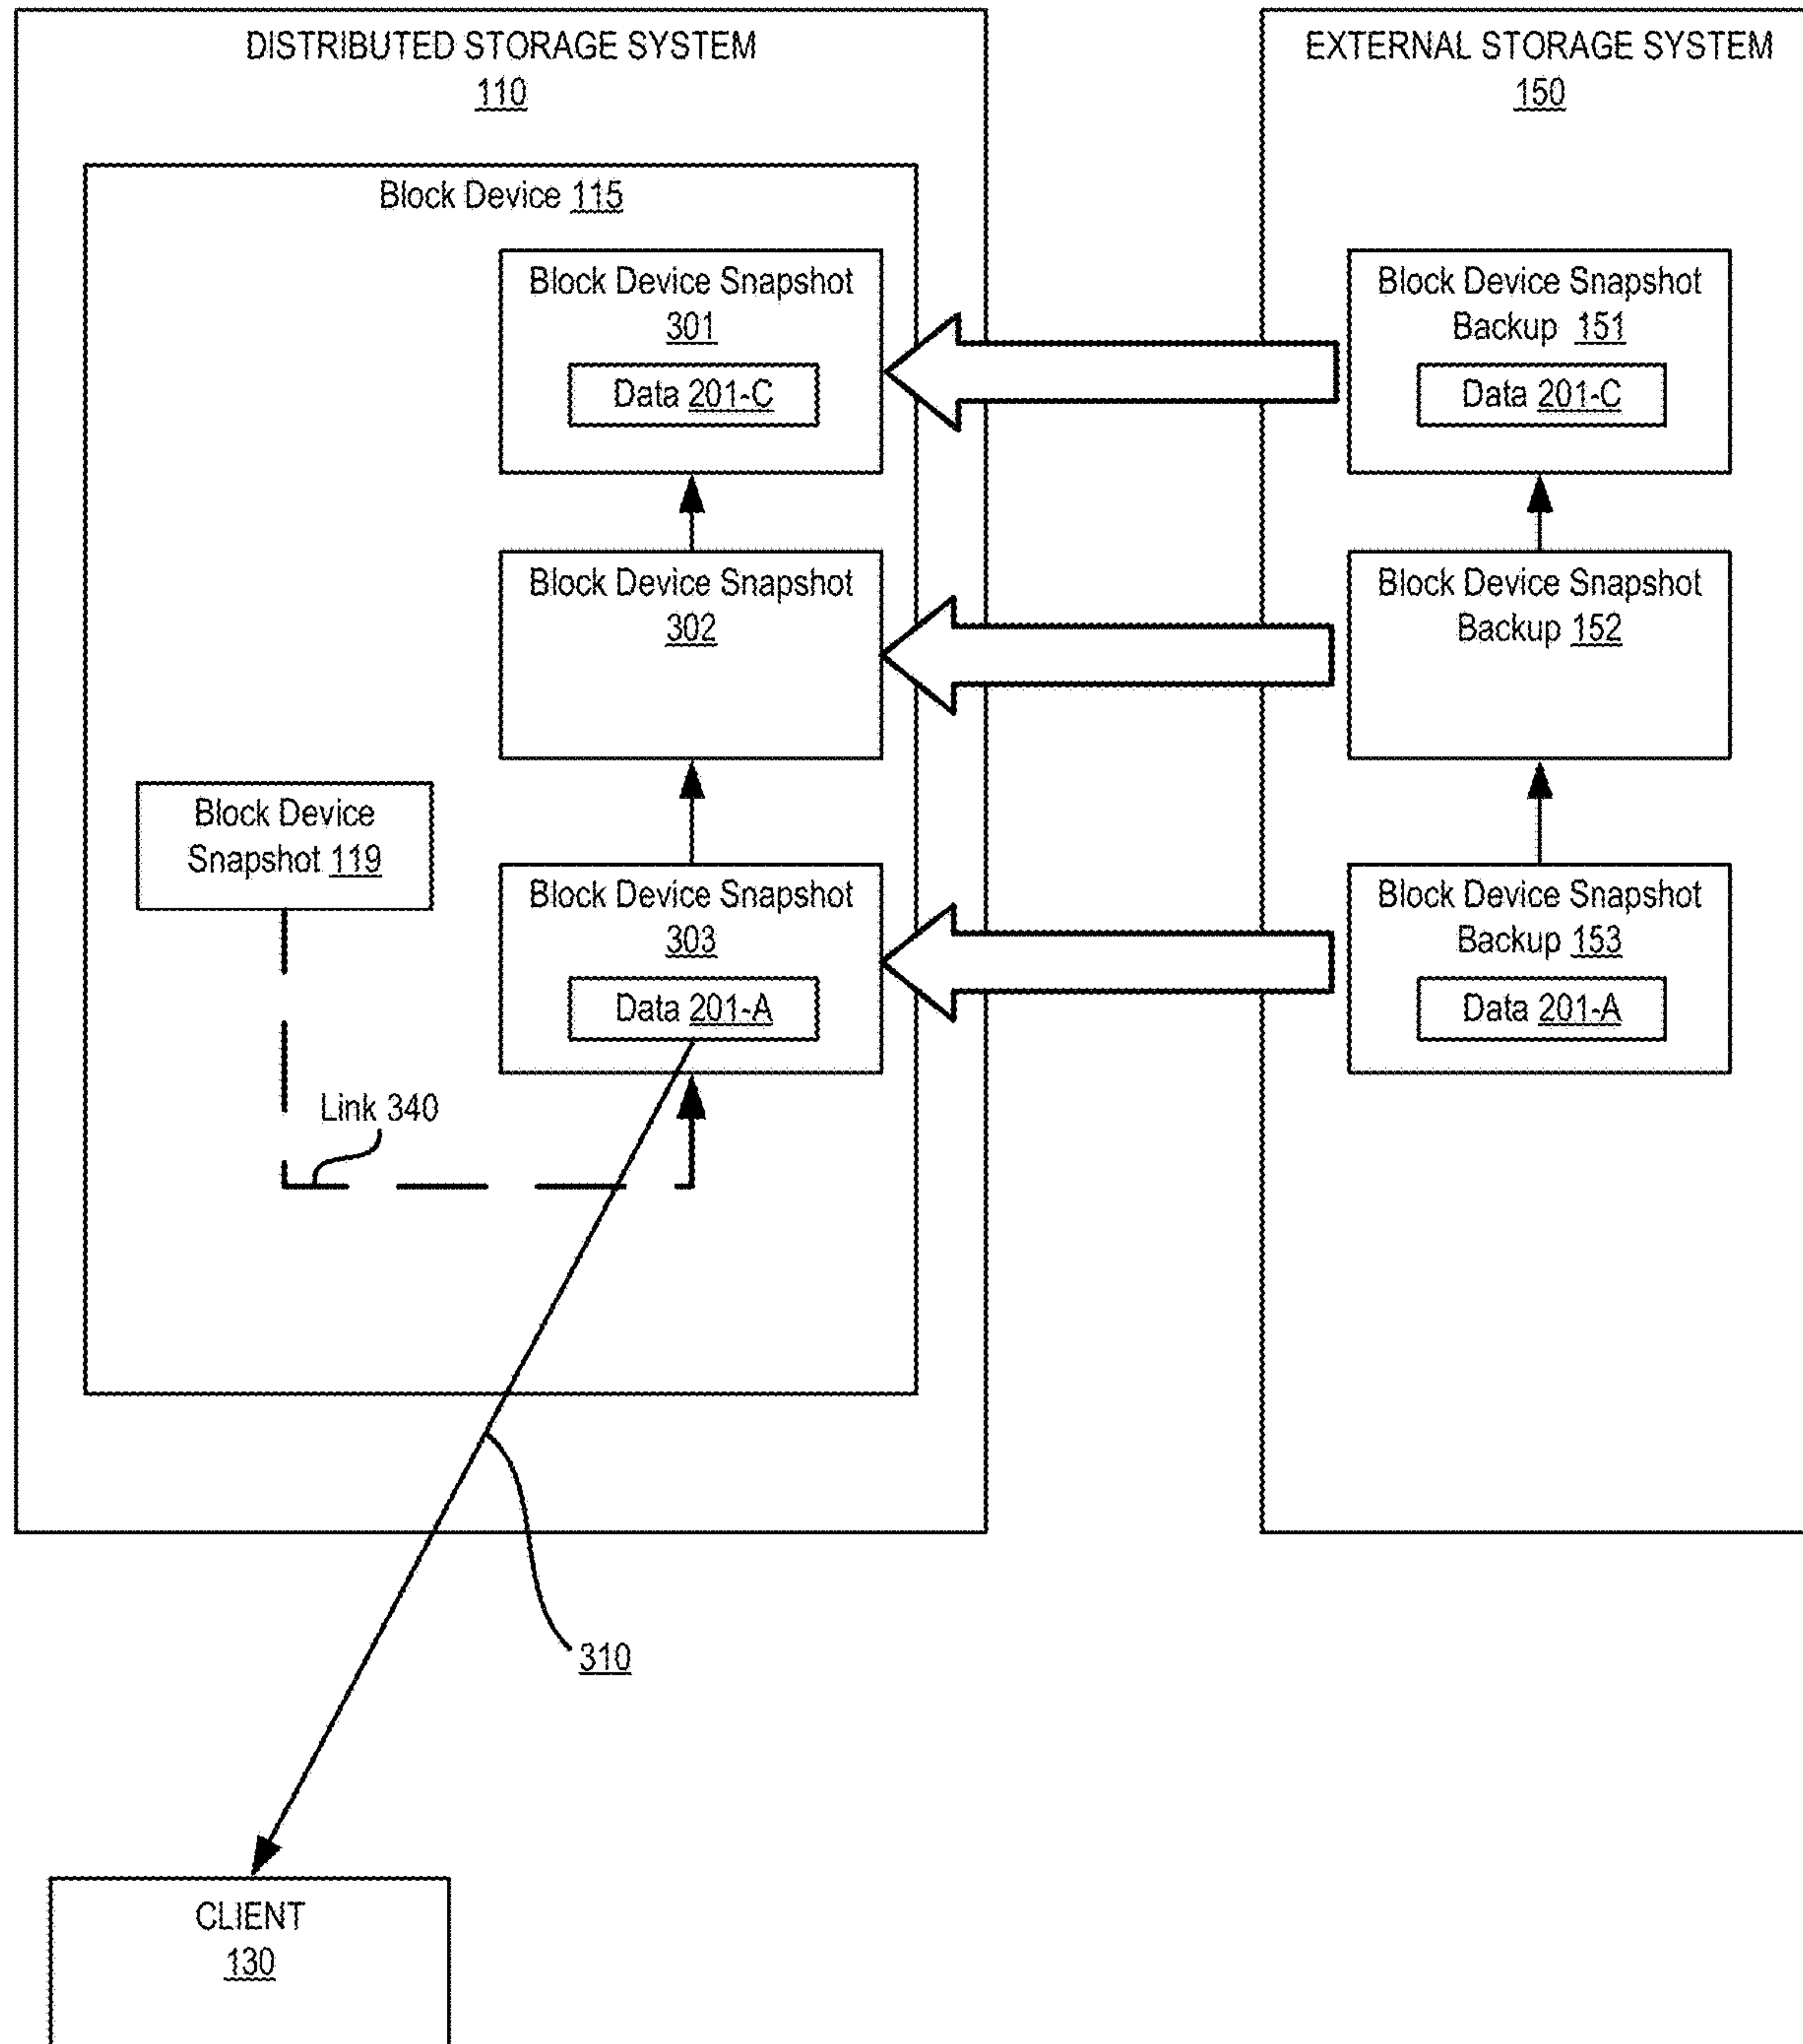 DISTRIBUTED STORAGE SYSTEM
110
Block Device 115
Block Device Snapshot
301
Data 201-C
Block Device Snapshot
302
Block Device
Snapshot 119
Block Device Snapshot
303
Data 201-A
Link 340
310
EXTERNAL STORAGE SYSTEM
150
Block Device Snapshot
Backup 151
Data 201-C
Block Device Snapshot
Backup 152
Block Device Snapshot
Backup 153
Data 201-A
CLIENT
130